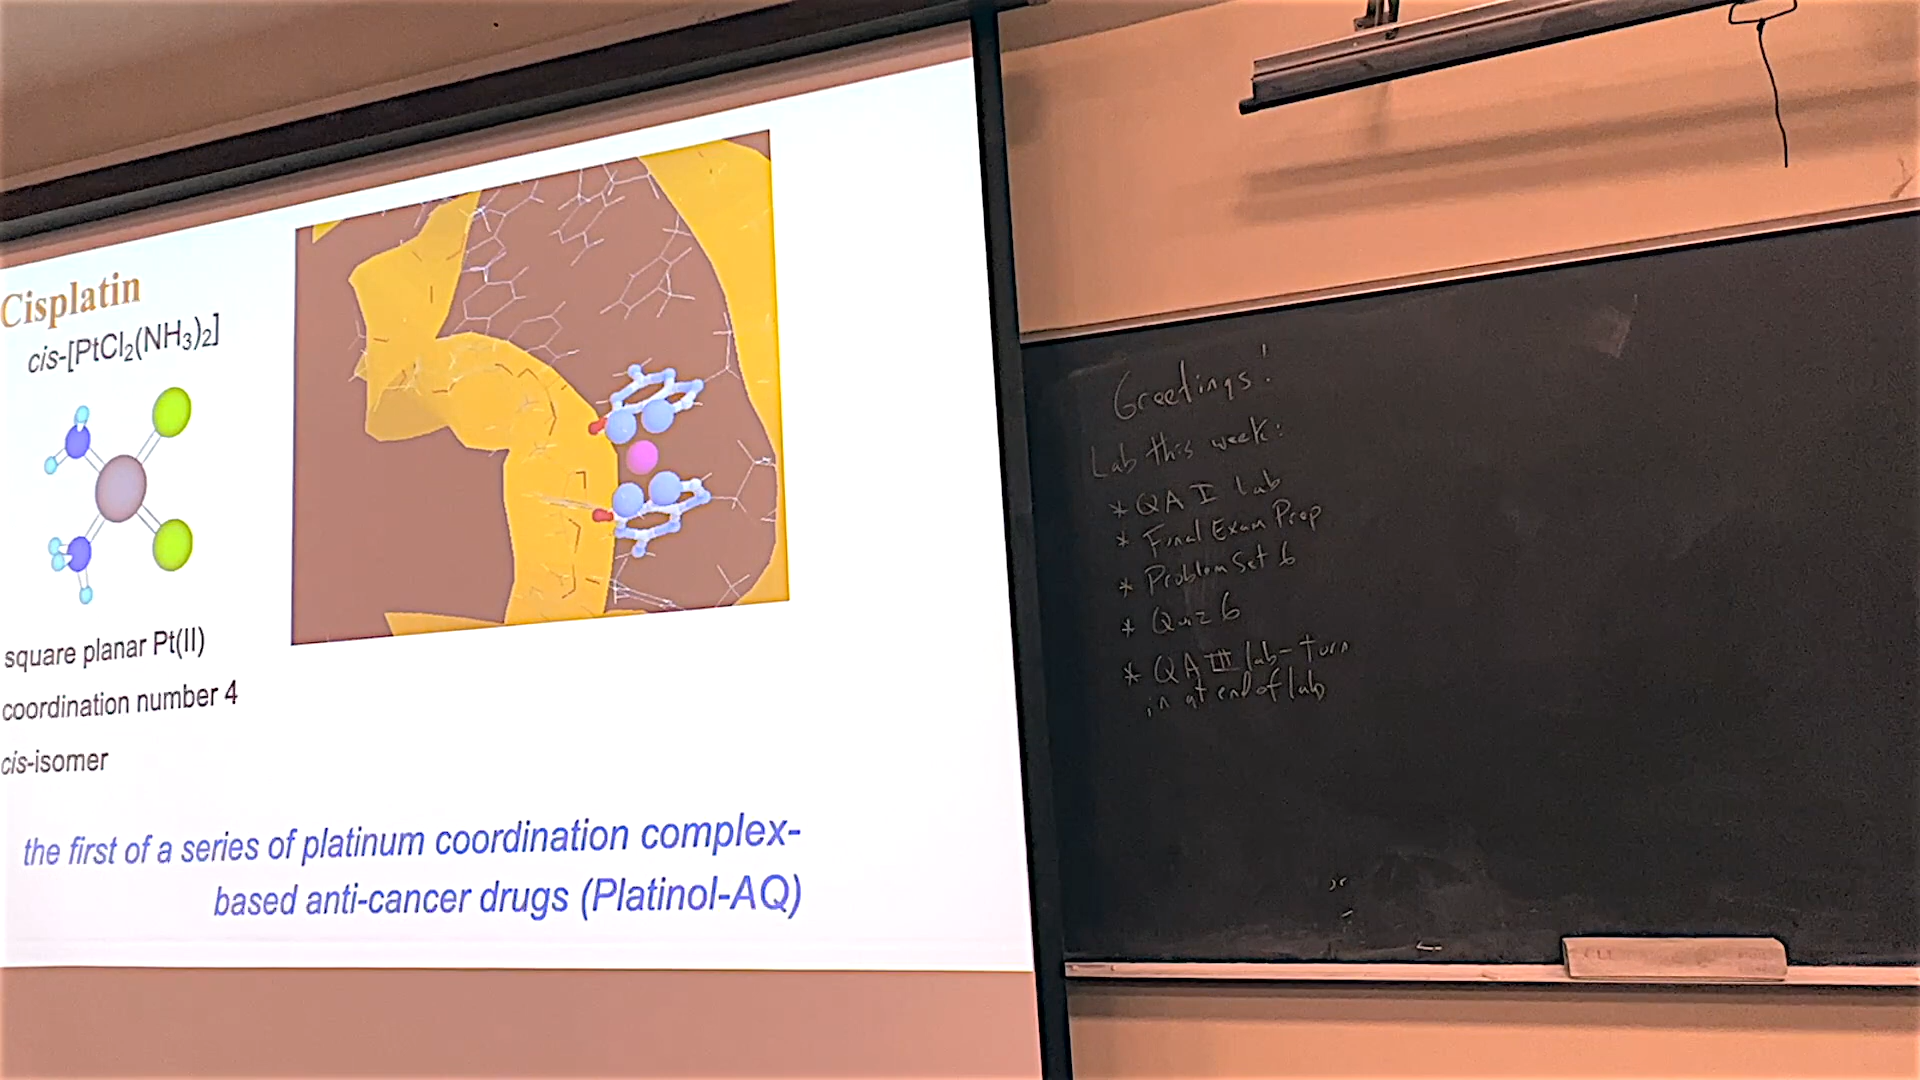 Cisplatin
cis-[PtCl₂(NH₃)₂]
square planar Pt(II)
coordination number 4
cis-isomer
the first of a series of platinum coordination complex-
based anti-cancer drugs (Platinol-AQ)
Greetings!
Lab this week:
* QA I lab
* Final Exam Prep
* Problem Set 6
* Quiz 6
* QA III lab - turn
in at end of lab